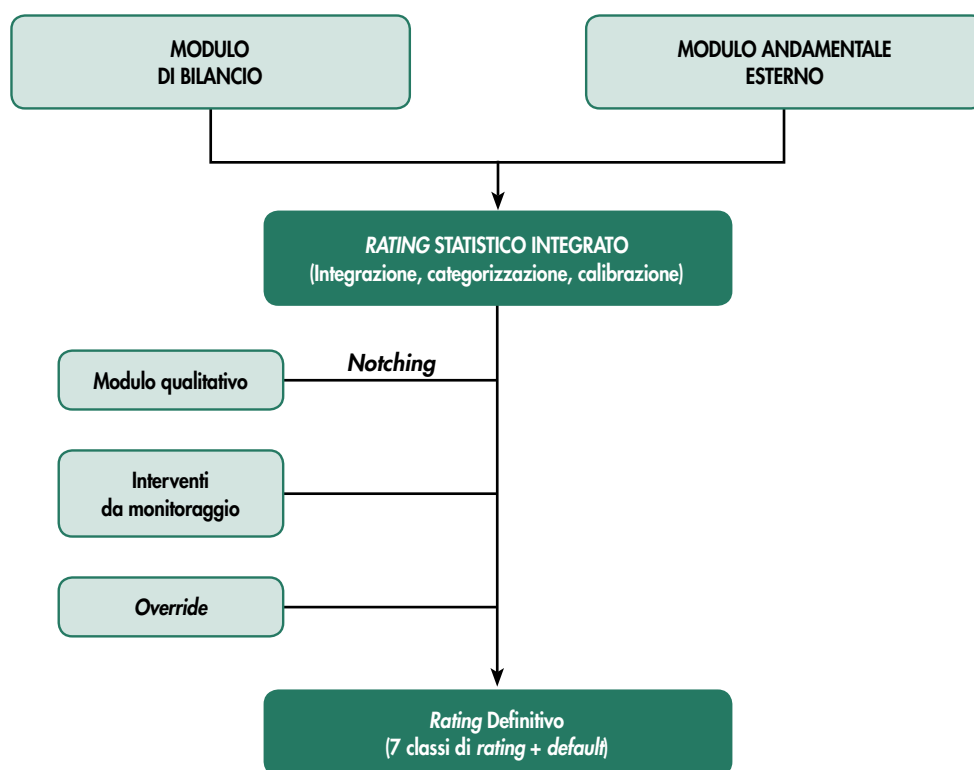 MODULO
DI BILANCIO
MODULO ANDAMENTALE
ESTERNO
RATING STATISTICO INTEGRATO
(Integrazione, categorizzazione, calibrazione)
Notching
Modulo qualitativo
Interventi
da monitoraggio
Override
Rating Definitivo
(7 classi di rating + default)